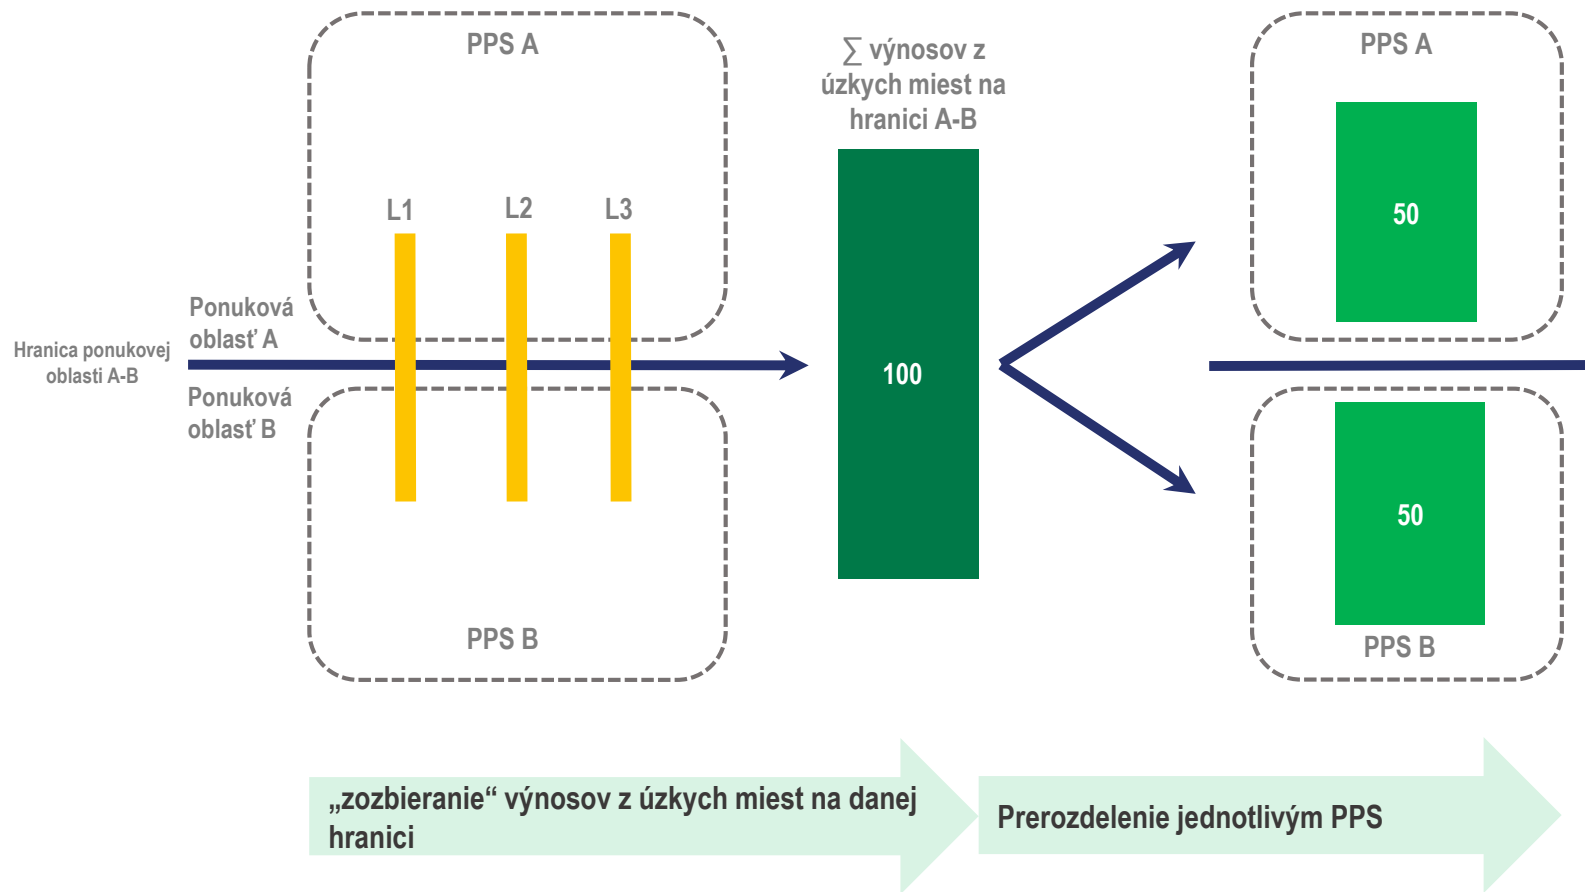 PPS A
L1
L2
L3
Ponuková
oblasť A
Hranica ponukovej
oblasti A-B
Ponuková
oblasť B
PPS B
∑ výnosov z
úzkych miest na
hranici A-B
100
PPS A
50
50
PPS B
„zozbieranie“ výnosov z úzkych miest na danej
hranici
Prerozdelenie jednotlivým PPS